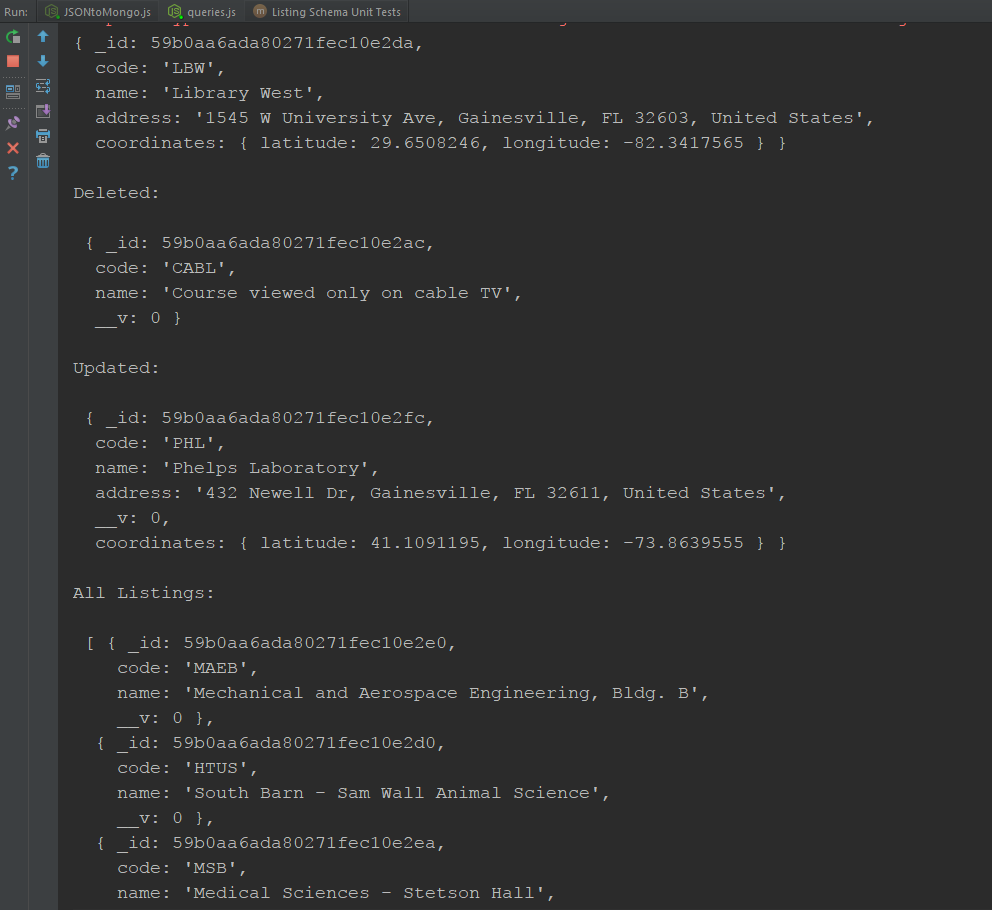 Run: JSONtoMongo.js queries.js Listing Schema Unit Tests
{ _id: 59b0aa6ada80271fec10e2da,
code: 'LBW',
name: 'Library West',
address: '1545 W University Ave, Gainesville, FL 32603, United States',
coordinates: { latitude: 29.6508246, longitude: -82.3417565 } }
Deleted:
{ _id: 59b0aa6ada80271fec10e2ac,
code: 'CABL',
name: 'Course viewed only on cable TV',
__v: 0 }
Updated:
{ _id: 59b0aa6ada80271fec10e2fc,
code: 'PHL',
name: 'Phelps Laboratory',
address: '432 Newell Dr, Gainesville, FL 32611, United States',
__v: 0,
coordinates: { latitude: 41.1091195, longitude: -73.8639555 } }
All Listings:
[ { _id: 59b0aa6ada80271fec10e2e0,
code: 'MAEB',
name: 'Mechanical and Aerospace Engineering, Bldg. B',
__v: 0 },
{ _id: 59b0aa6ada80271fec10e2d0,
code: 'HTUS',
name: 'South Barn - Sam Wall Animal Science',
__v: 0 },
{ _id: 59b0aa6ada80271fec10e2ea,
code: 'MSB',
name: 'Medical Sciences - Stetson Hall',